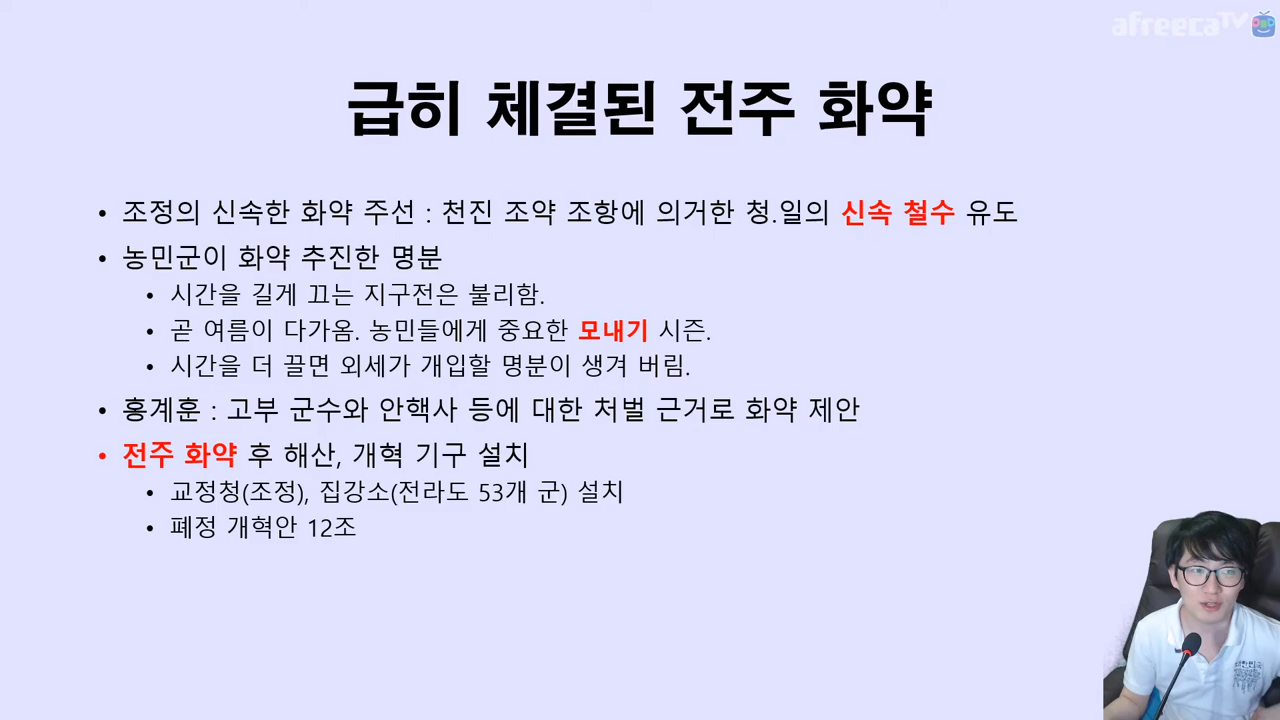 afreecaTV
급히 체결된 전주 화약
• 조정의 신속한 화약 주선 : 천진 조약 조항에 의거한 청.일의 신속 철수 유도
• 농민군이 화약 추진한 명분
• 시간을 길게 끄는 지구전은 불리함.
• 곧 여름이 다가옴. 농민들에게 중요한 모내기 시즌.
• 시간을 더 끌면 외세가 개입할 명분이 생겨 버림.
• 홍계훈 : 고부 군수와 안핵사 등에 대한 처벌 근거로 화약 제안
• 전주 화약 후 해산, 개혁 기구 설치
• 교정청(조정), 집강소(전라도 53개 군) 설치
• 폐정 개혁안 12조
대한민국